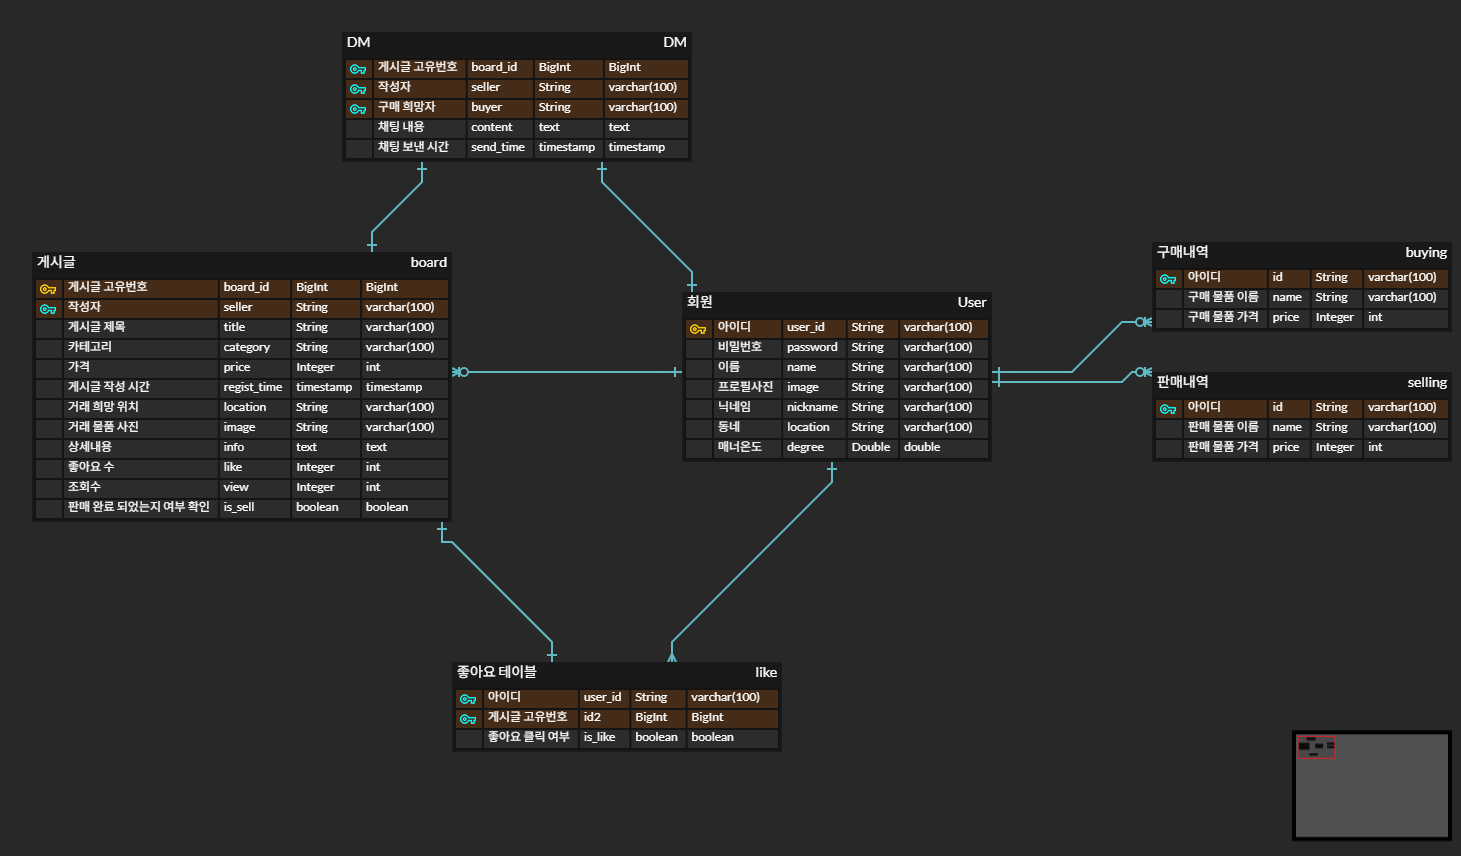 DM DM
게시글 고유번호 board_id BigInt BigInt
작성자 seller String varchar(100)
구매 희망자 buyer String varchar(100)
채팅 내용 content text text
채팅 보낸 시간 send_time timestamp timestamp
게시글 board
게시글 고유번호 board_id BigInt BigInt
작성자 seller String varchar(100)
게시글 제목 title String varchar(100)
카테고리 category String varchar(100)
가격 price Integer int
게시글 작성 시간 regist_time timestamp timestamp
거래 희망 위치 location String varchar(100)
거래 물품 사진 image String varchar(100)
상세내용 info text text
좋아요 수 like Integer int
조회수 view Integer int
판매 완료 되었는지 여부 확인 is_sell boolean boolean
회원 User
아이디 user_id String varchar(100)
비밀번호 password String varchar(100)
이름 name String varchar(100)
프로필사진 image String varchar(100)
닉네임 nickname String varchar(100)
동네 location String varchar(100)
매너온도 degree Double double
구매내역 buying
아이디 id String varchar(100)
구매 물품 이름 name String varchar(100)
구매 물품 가격 price Integer int
판매내역 selling
아이디 id String varchar(100)
판매 물품 이름 name String varchar(100)
판매 물품 가격 price Integer int
좋아요 테이블 like
아이디 user_id String varchar(100)
게시글 고유번호 id2 BigInt BigInt
좋아요 클릭 여부 is_like boolean boolean